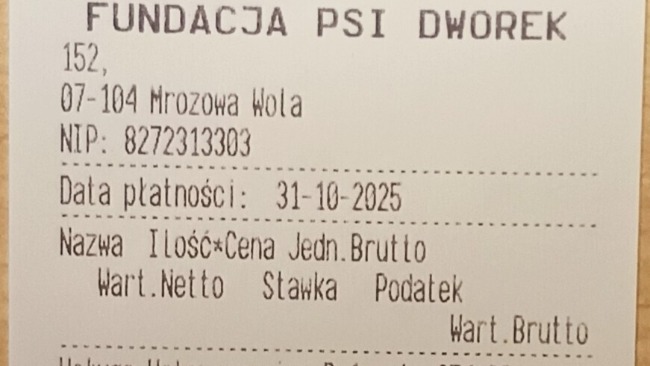 FUNDACJA PSI DWOREK
152,
07-104 Mrozowa Wola
NIP: 8272313303
Data płatności: 31-10-2025
Nazwa Ilość*Cena Jedn.Brutto
Wart.Netto Stawka Podatek
Wart.Brutto